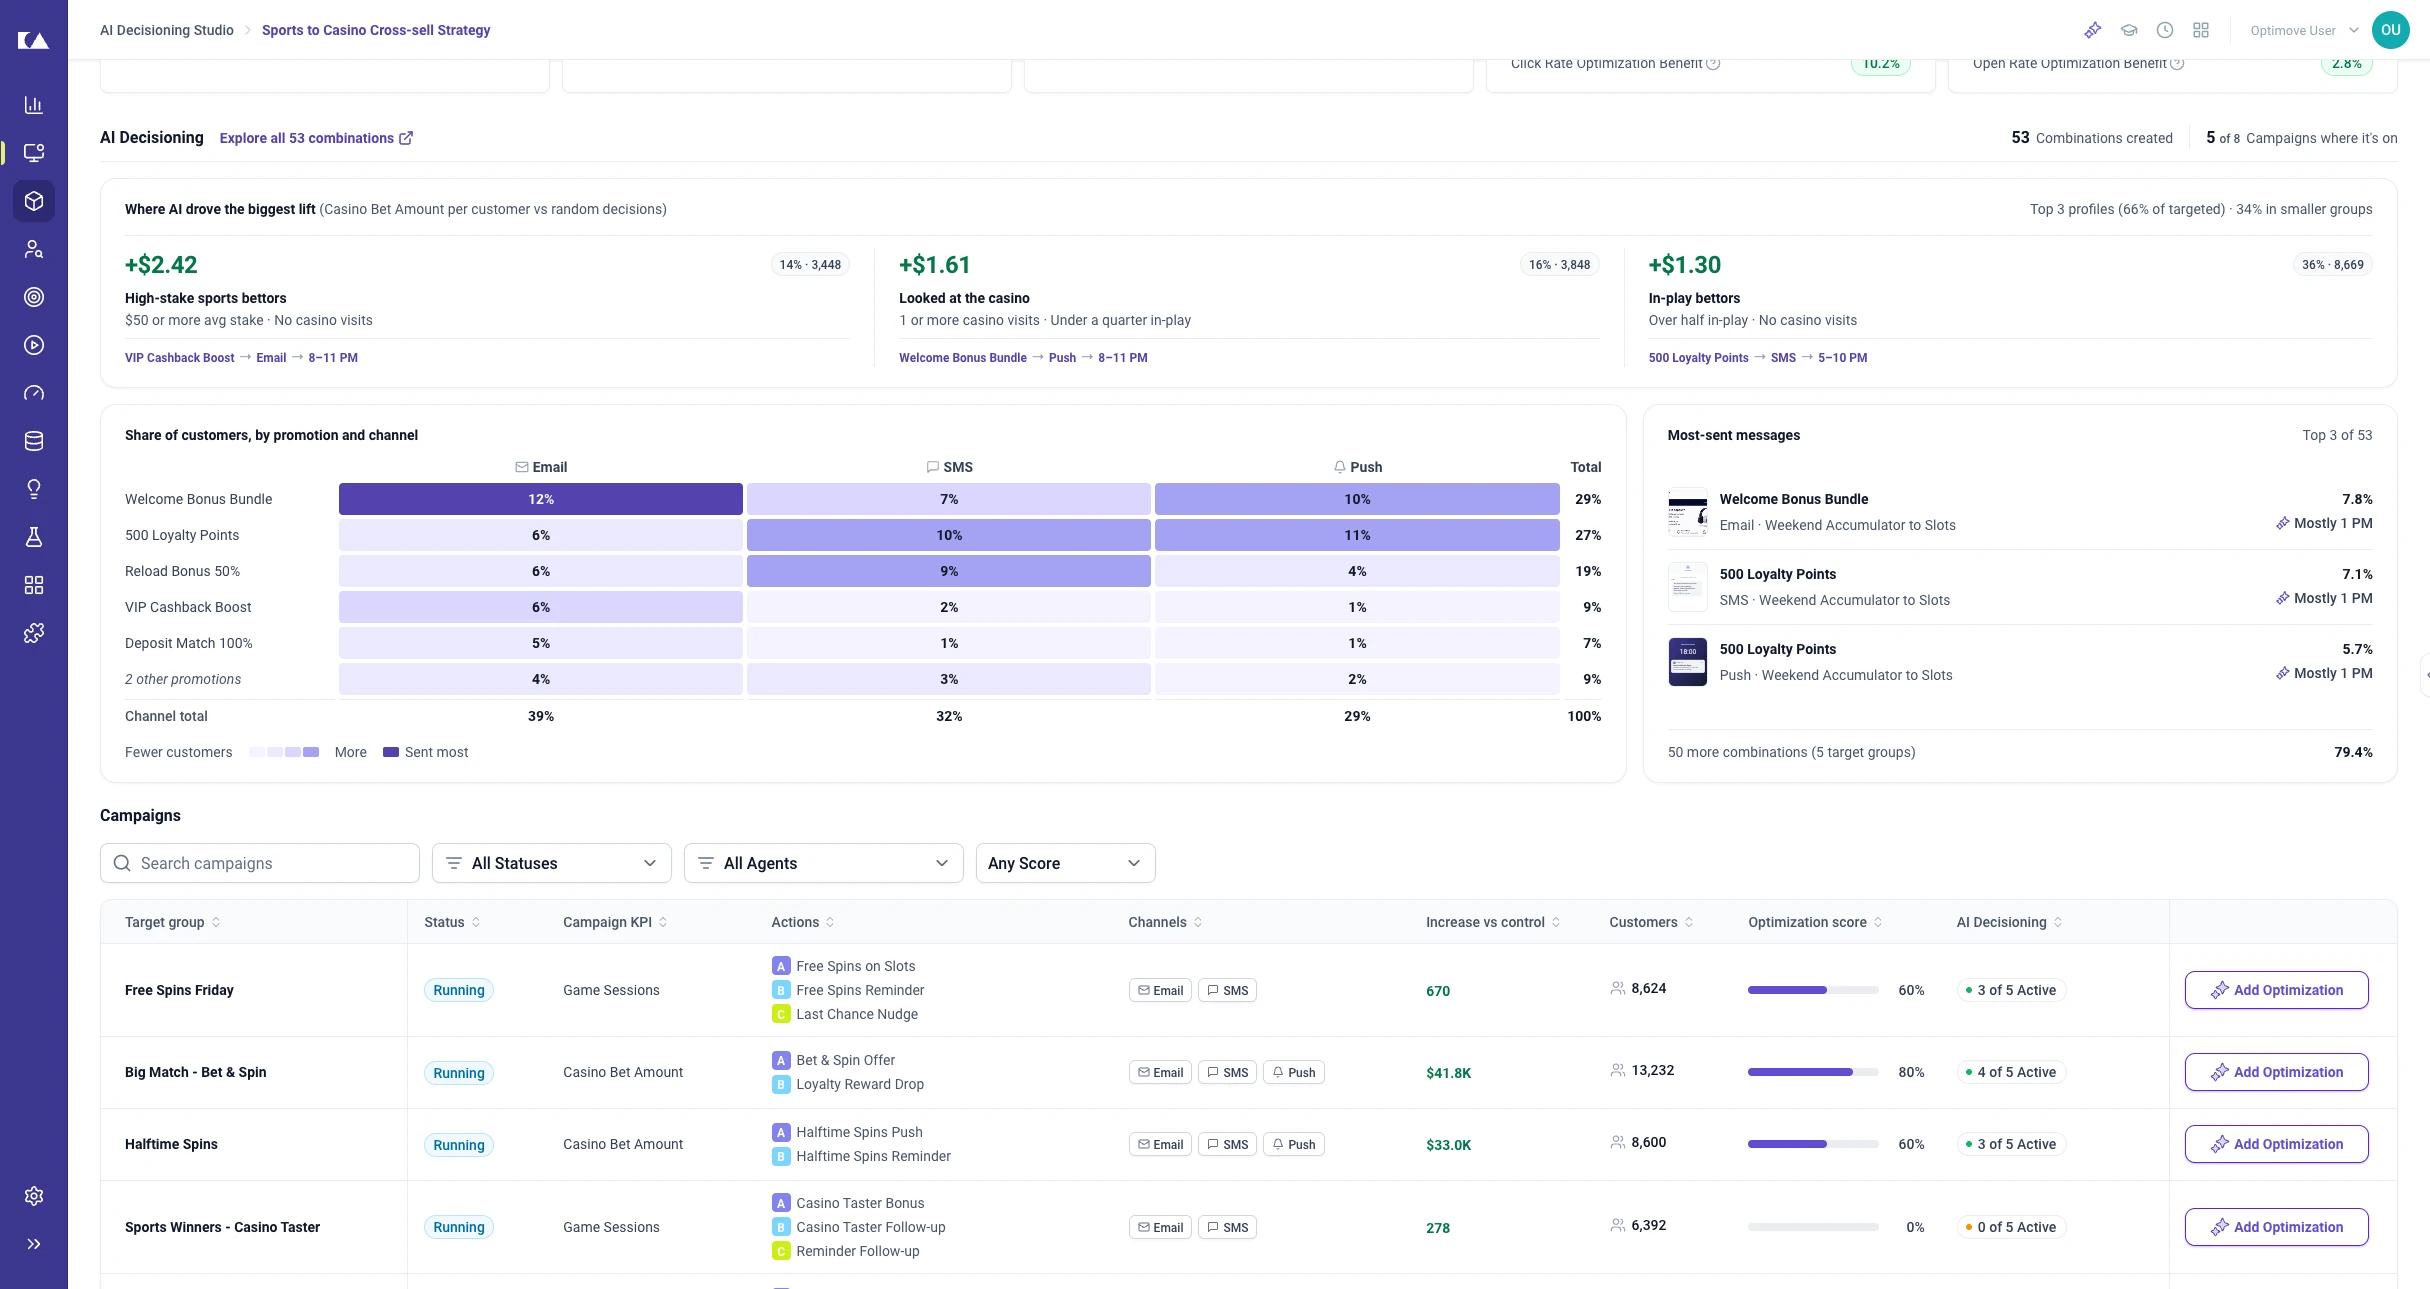 AI Decisioning Studio > Sports to Casino Cross-sell Strategy
Optimove User
OU
Click Rate Optimization Benefit
10.2%
Open Rate Optimization Benefit
2.8%
AI Decisioning
Explore all 53 combinations
53 Combinations created
5 of 8 Campaigns where it's on
Where AI drove the biggest lift (Casino Bet Amount per customer vs random decisions)
Top 3 profiles (66% of targeted) · 34% in smaller groups
+$2.42
14% · 3,448
High-stake sports bettors
$50 or more avg stake · No casino visits
VIP Cashback Boost → Email → 8–11 PM
+$1.61
16% · 3,848
Looked at the casino
1 or more casino visits · Under a quarter in-play
Welcome Bonus Bundle → Push → 8–11 PM
+$1.30
36% · 8,669
In-play bettors
Over half in-play · No casino visits
500 Loyalty Points → SMS → 5–10 PM
Share of customers, by promotion and channel
Email SMS Push Total
Welcome Bonus Bundle 12% 7% 10% 29%
500 Loyalty Points 6% 10% 11% 27%
Reload Bonus 50% 6% 9% 4% 19%
VIP Cashback Boost 6% 2% 1% 9%
Deposit Match 100% 5% 1% 1% 7%
2 other promotions 4% 3% 2% 9%
Channel total 39% 32% 29% 100%
Fewer customers More Sent most
Most-sent messages
Top 3 of 53
Welcome Bonus Bundle 7.8%
Email · Weekend Accumulator to Slots Mostly 1 PM
500 Loyalty Points 7.1%
SMS · Weekend Accumulator to Slots Mostly 1 PM
18:00
500 Loyalty Points 5.7%
Push · Weekend Accumulator to Slots Mostly 1 PM
50 more combinations (5 target groups) 79.4%
Campaigns
Search campaigns
All Statuses
All Agents
Any Score
Target group Status Campaign KPI Actions Channels Increase vs control Customers Optimization score AI Decisioning
Free Spins Friday Running Game Sessions
A Free Spins on Slots
B Free Spins Reminder
C Last Chance Nudge
Email SMS 670 8,624 60% 3 of 5 Active Add Optimization
Big Match - Bet & Spin Running Casino Bet Amount
A Bet & Spin Offer
B Loyalty Reward Drop
Email SMS Push $41.8K 13,232 80% 4 of 5 Active Add Optimization
Halftime Spins Running Casino Bet Amount
A Halftime Spins Push
B Halftime Spins Reminder
Email SMS Push $33.0K 8,600 60% 3 of 5 Active Add Optimization
Sports Winners - Casino Taster Running Game Sessions
A Casino Taster Bonus
B Casino Taster Follow-up
C Reminder Follow-up
Email SMS 278 6,392 0% 0 of 5 Active Add Optimization